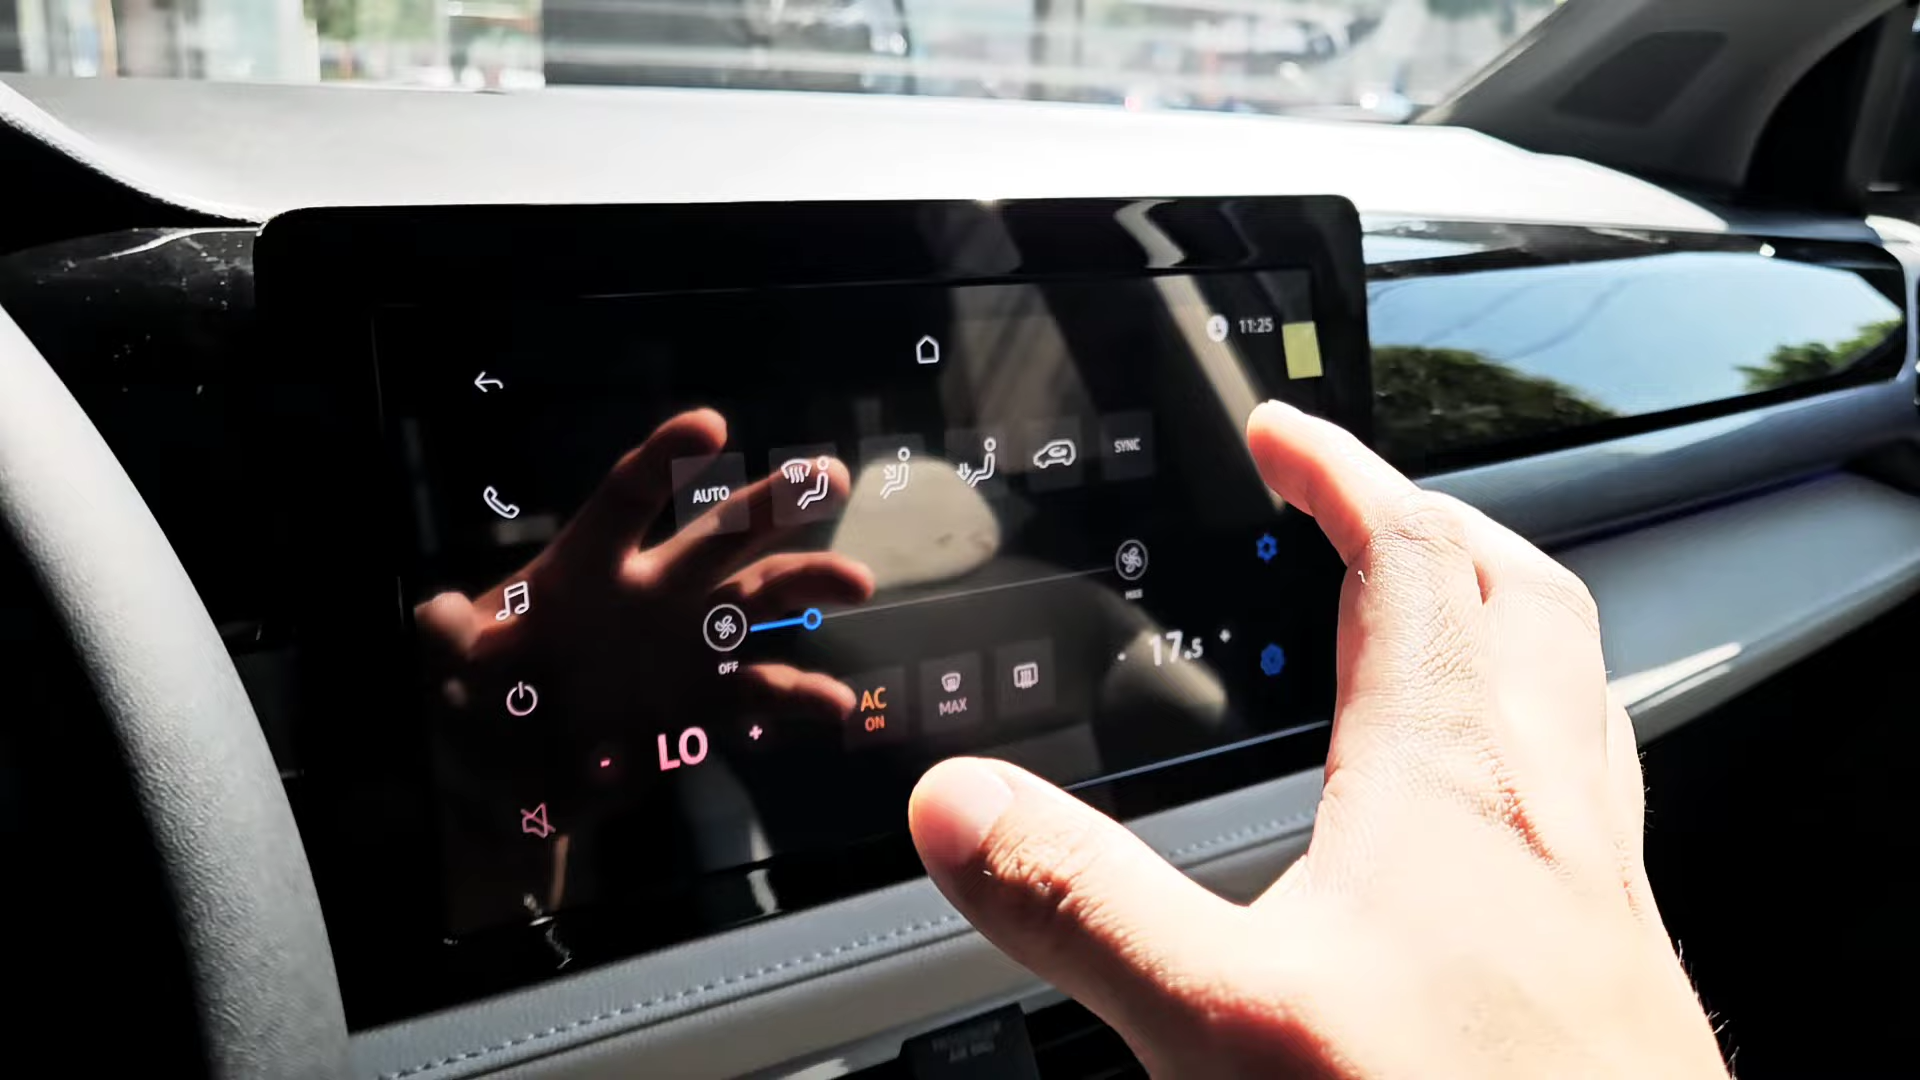 11:25
AUTO
SYNC
MAX
OFF
- 17.5 +
- LO +
AC
ON
MAX